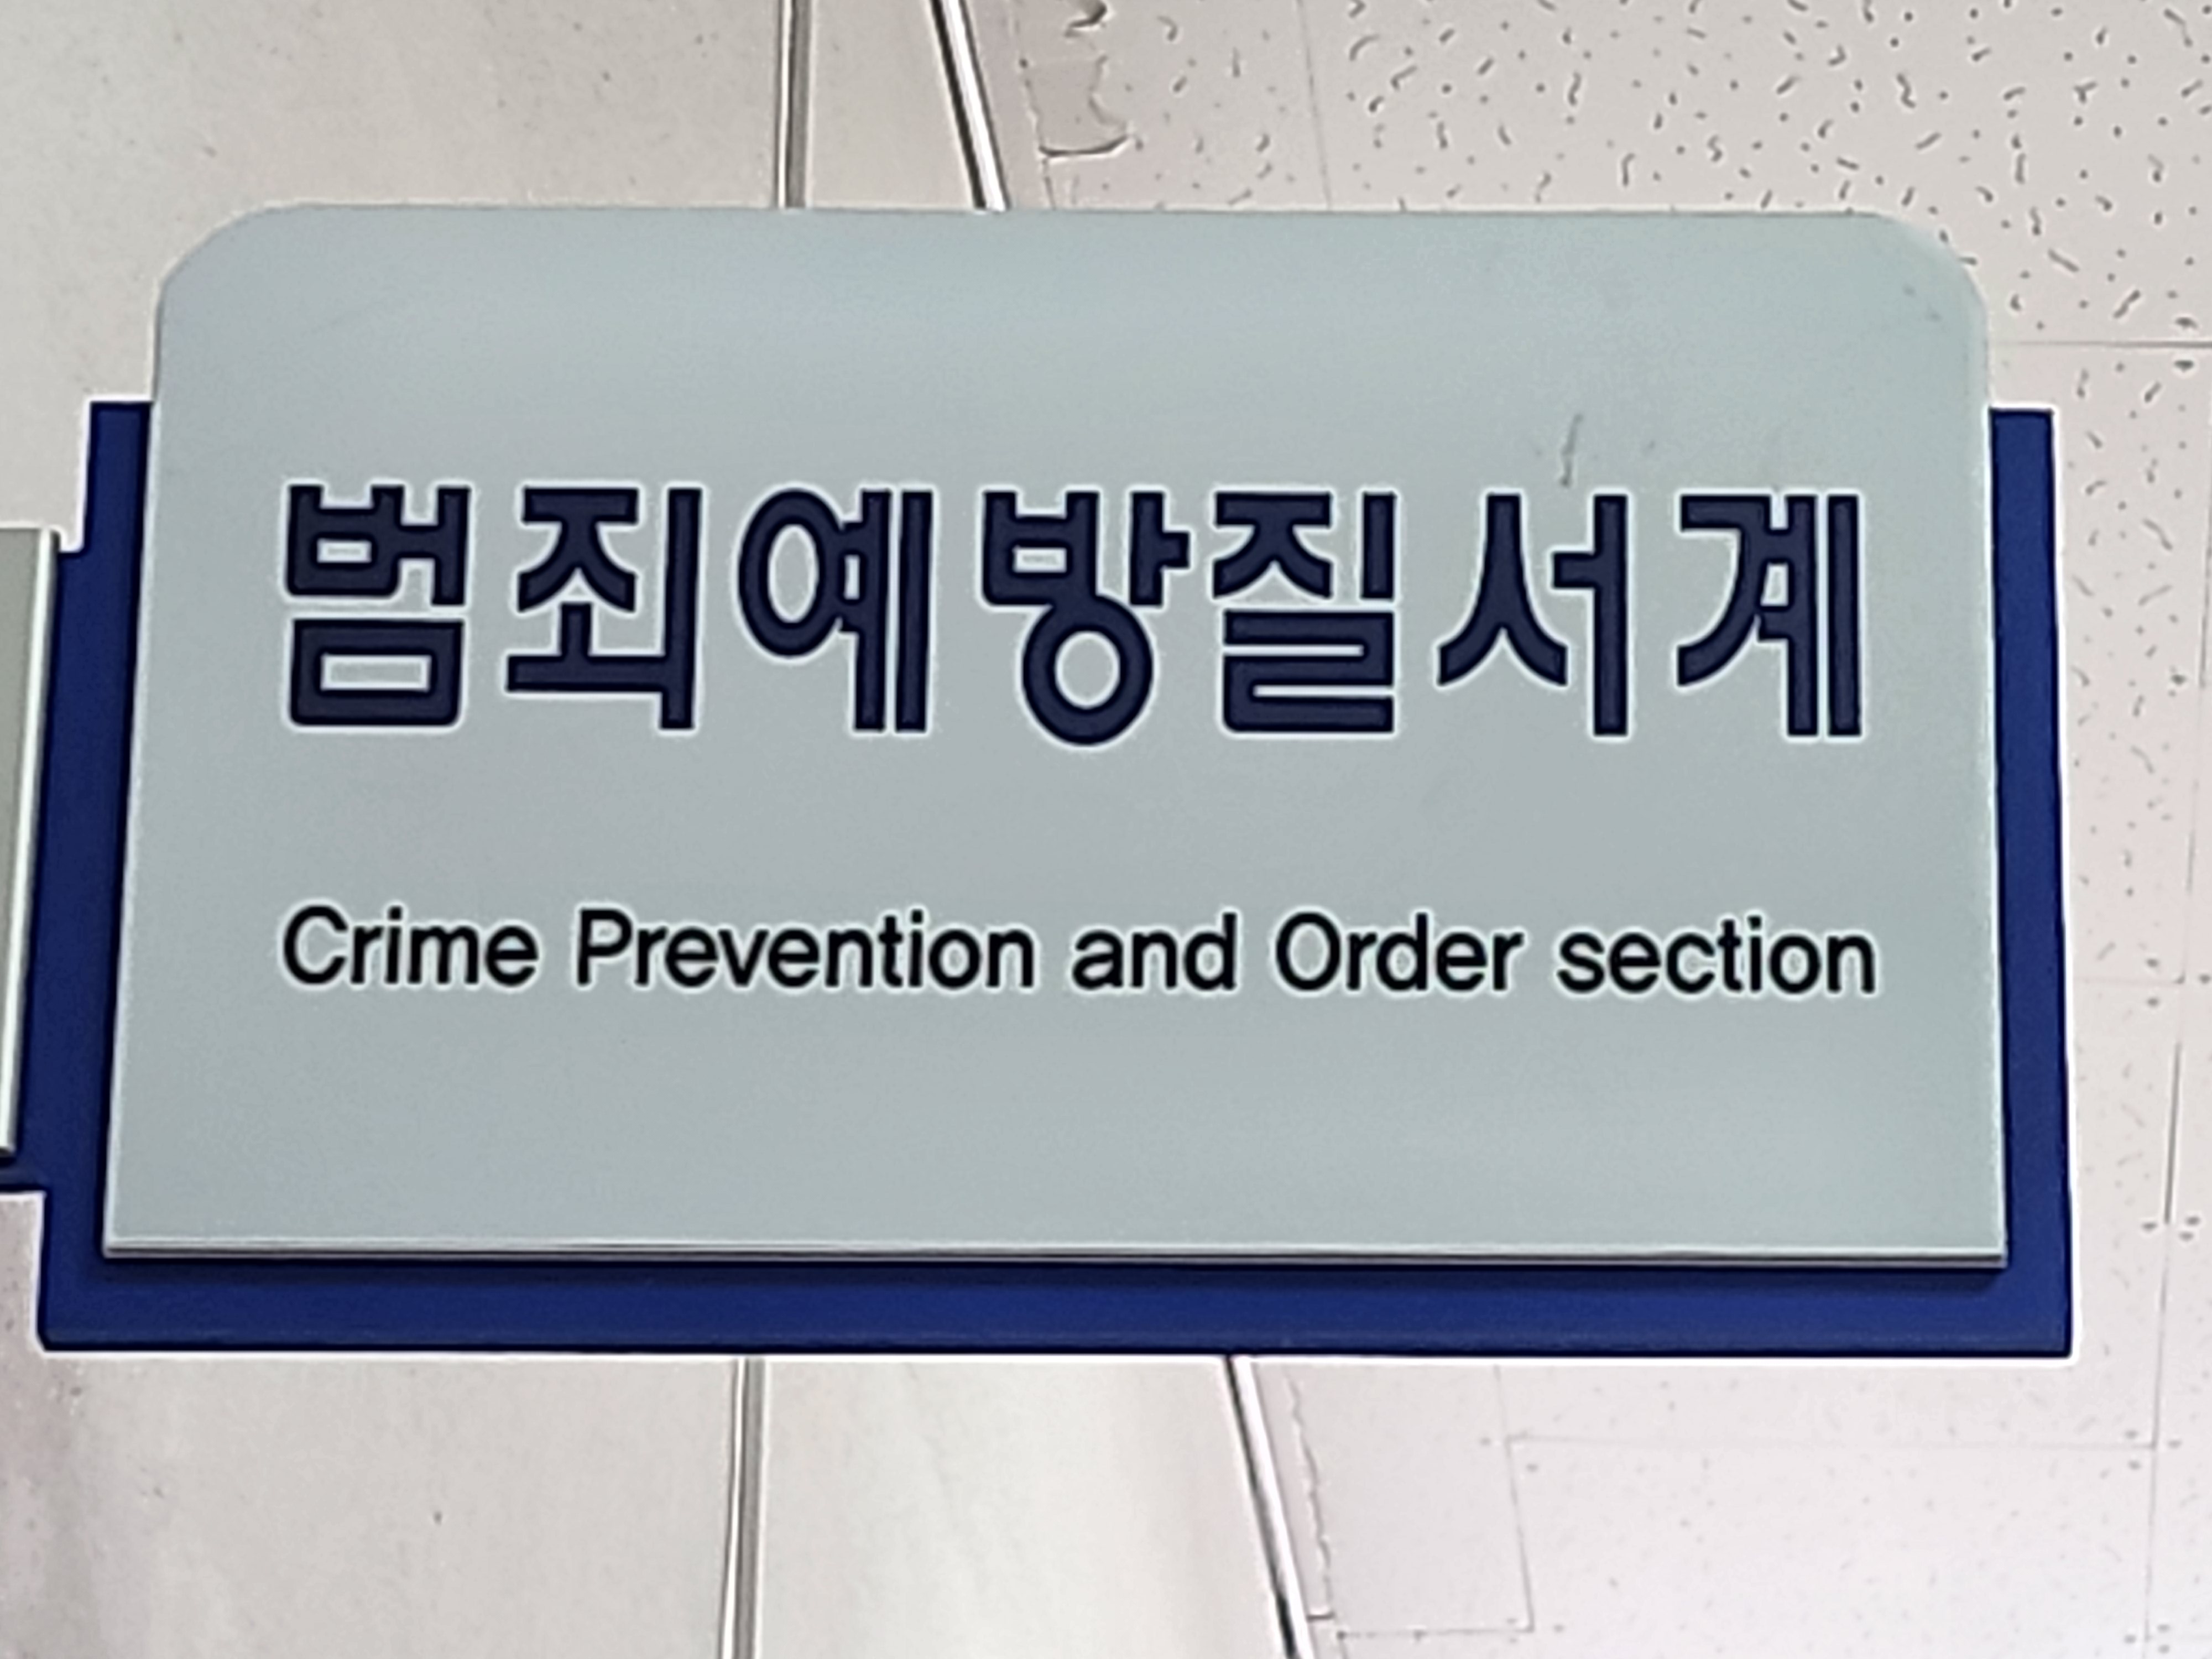 범죄예방질서계
Crime Prevention and Order section